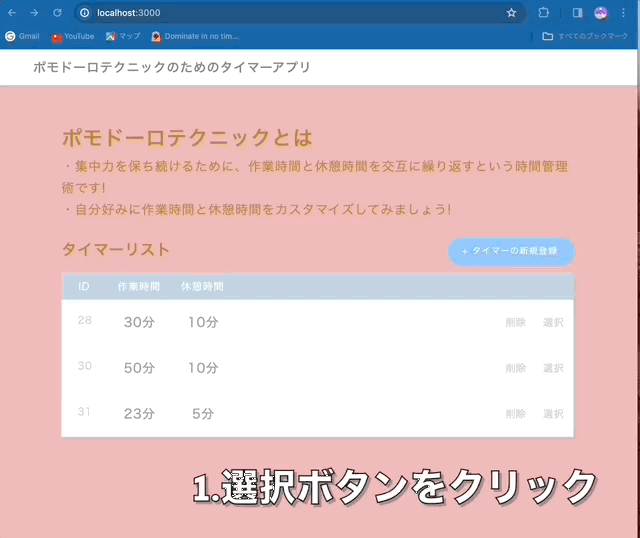 localhost:3000
Gmail YouTube マップ Dominate in no tim... すべてのブックマーク
ポモドーロテクニックのためのタイマーアプリ
ポモドーロテクニックとは
・集中力を保ち続けるために、作業時間と休憩時間を交互に繰り返すという時間管理
術です!
・自分好みに作業時間と休憩時間をカスタマイズしてみましょう!
タイマーリスト
+ タイマーの新規登録
ID 作業時間 休憩時間
28 30分 10分 削除 選択
30 50分 10分 削除 選択
31 23分 5分 削除 選択
1.選択ボタンをクリック